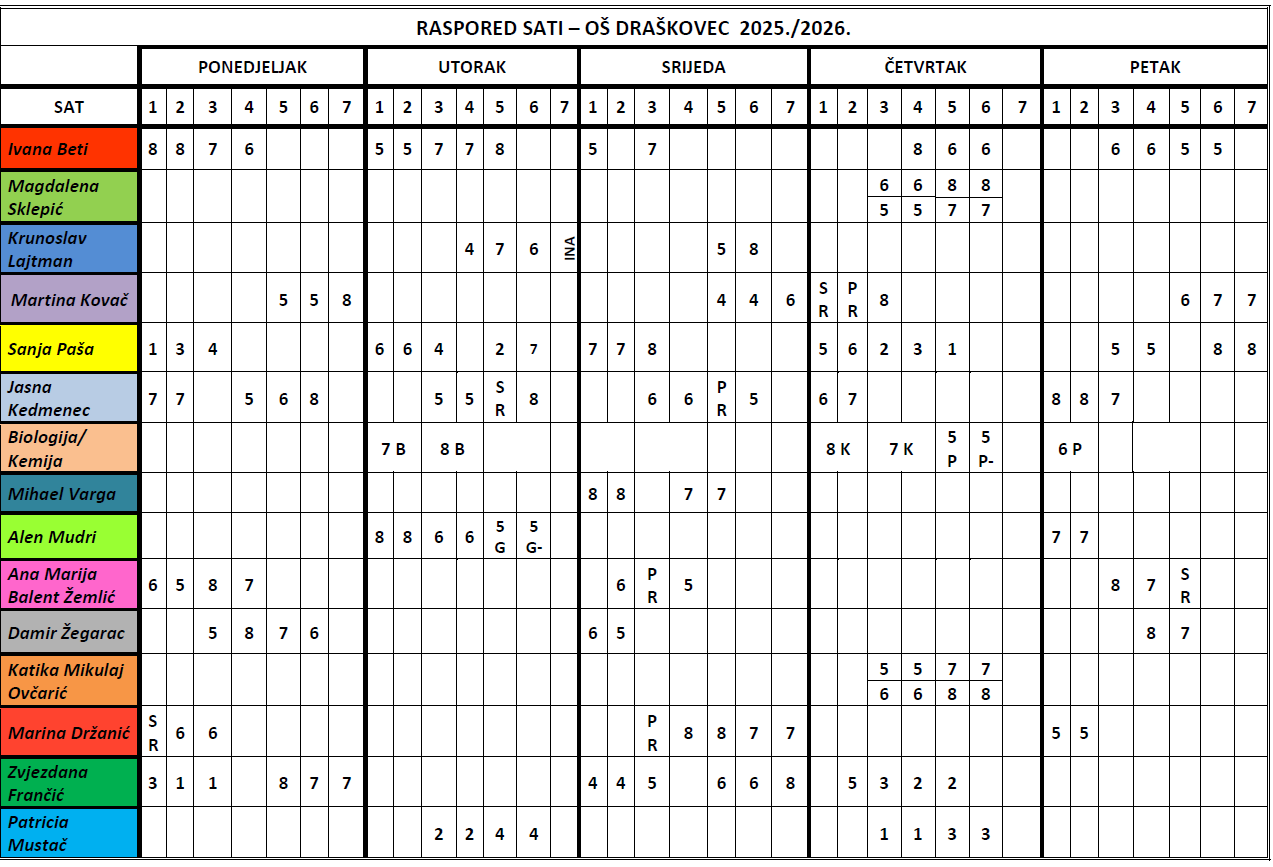 RASPORED SATI – OŠ DRAŠKOVEC 2025./2026.
PONEDJELJAK UTORAK SRIJEDA ČETVRTAK PETAK
SAT 1 2 3 4 5 6 7 1 2 3 4 5 6 7 1 2 3 4 5 6 7 1 2 3 4 5 6 7 1 2 3 4 5 6 7
Ivana Beti 8 8 7 6 5 5 7 7 8 5 7 8 6 6 6 6 5 5
Magdalena 6 6 8 8
Sklepić 5 5 7 7
Krunoslav
Lajtman 4 7 6 INA 5 8
Martina Kovač 5 5 8 4 4 6 S P 8 6 7 7
R R
Sanja Paša 1 3 4 6 6 4 2 7 7 7 8 5 6 2 3 1 5 5 8 8
Jasna S P
Kedmenec 7 7 5 6 8 5 5 R 8 6 6 R 5 6 7 8 8 7
Biologija/ 7 B 8 B 8 K 7 K 5 5 6 P
Kemija P P-
Mihael Varga 8 8 7 7
Alen Mudri 8 8 6 6 5 5 7 7
G G-
Ana Marija P S
Balent Žemlić 6 5 8 7 6 R 5 8 7 R
Damir Žegarac 5 8 7 6 6 5 8 7
Katika Mikulaj 5 5 7 7
Ovčarić 6 6 8 8
Marina Držanić S 6 6 P 8 8 7 7 5 5
R R
Zvjezdana
Frančić 3 1 1 8 7 7 4 4 5 6 6 8 5 3 2 2
Patricia
Mustač 2 2 4 4 1 1 3 3